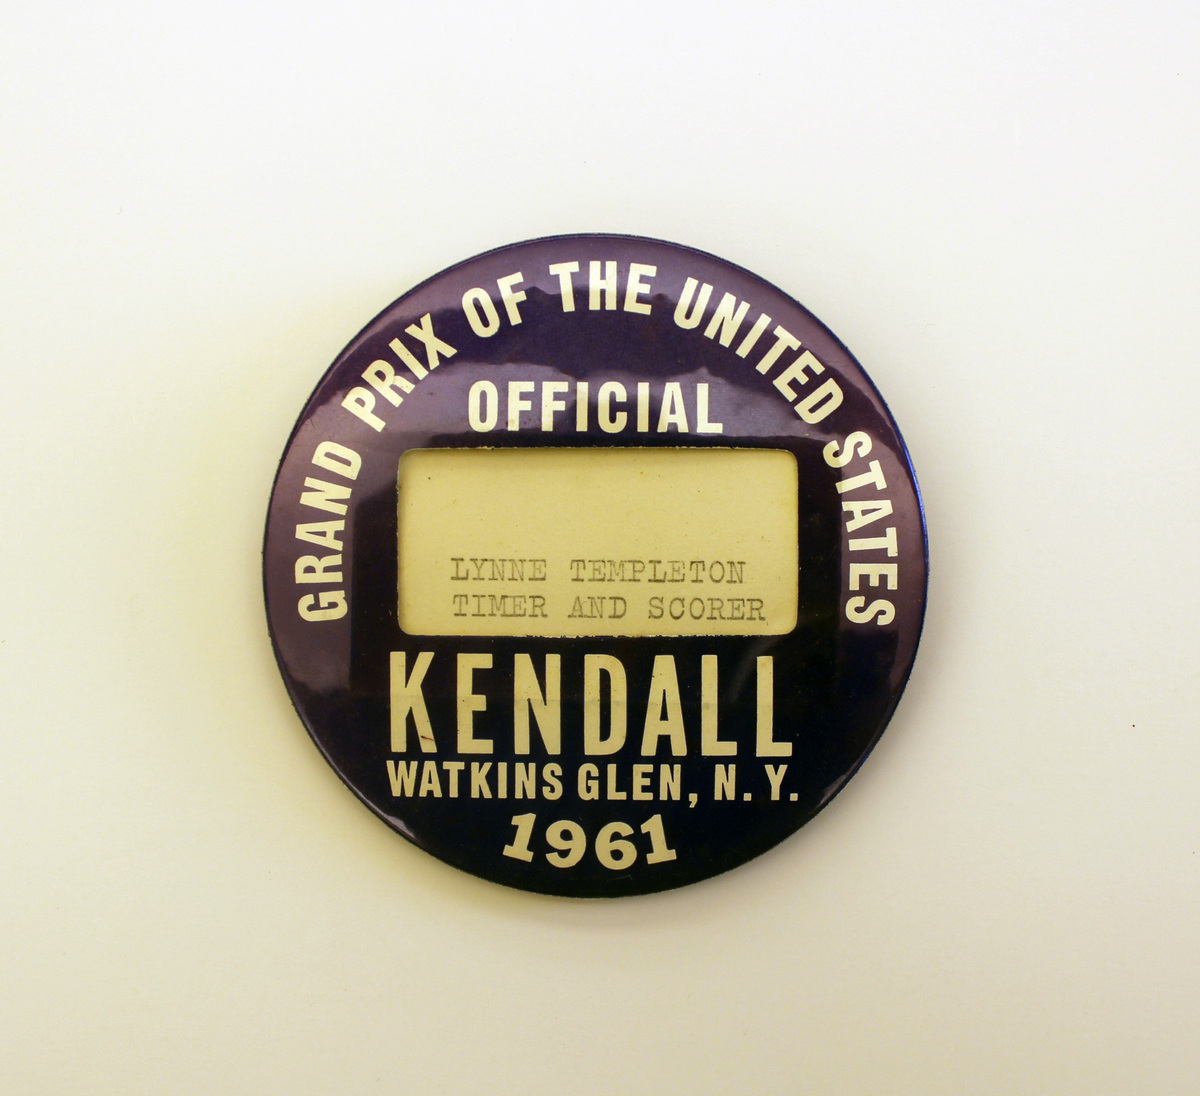 GRAND PRIX OF THE UNITED STATES
OFFICIAL
LYNNE TEMPLETON
TIMER AND SCORER
KENDALL
WATKINS GLEN, N.Y.
1961